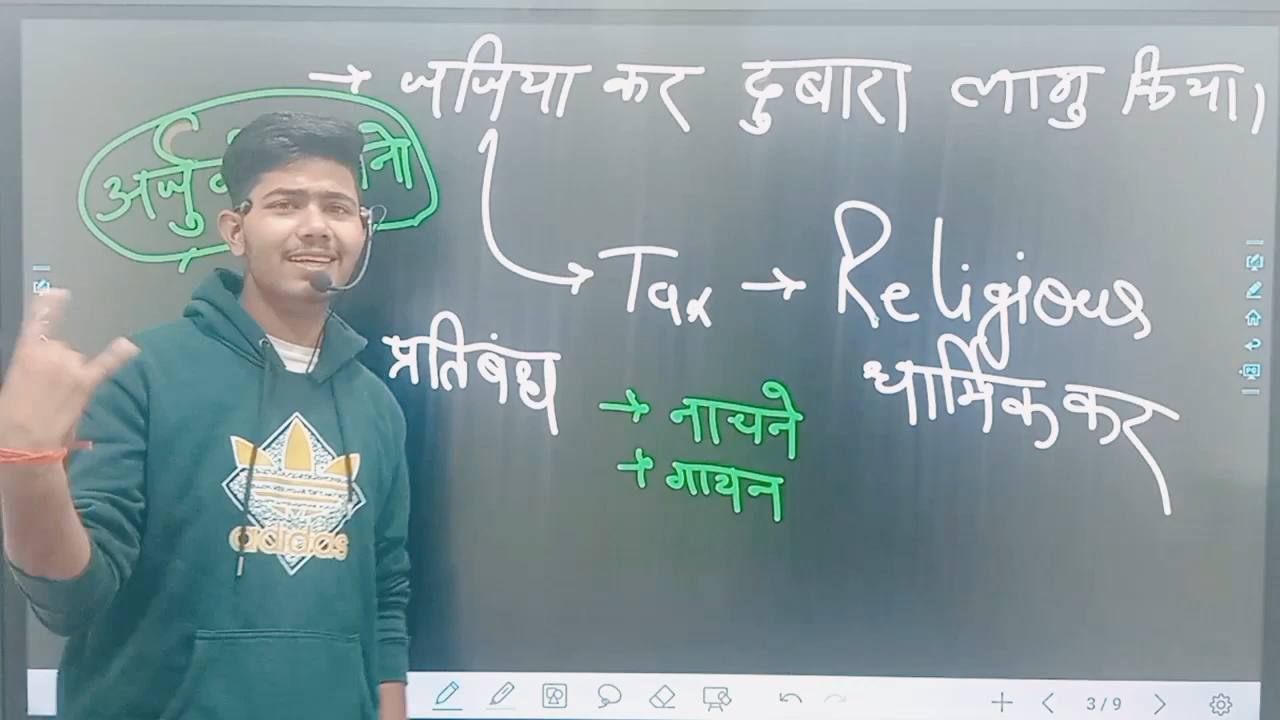 → जजिया कर दुबारा लागु किया।
→ Tax → Religious
प्रतिबंध
धार्मिक कर
→ नाचने
→ गायन
adidas
3/9